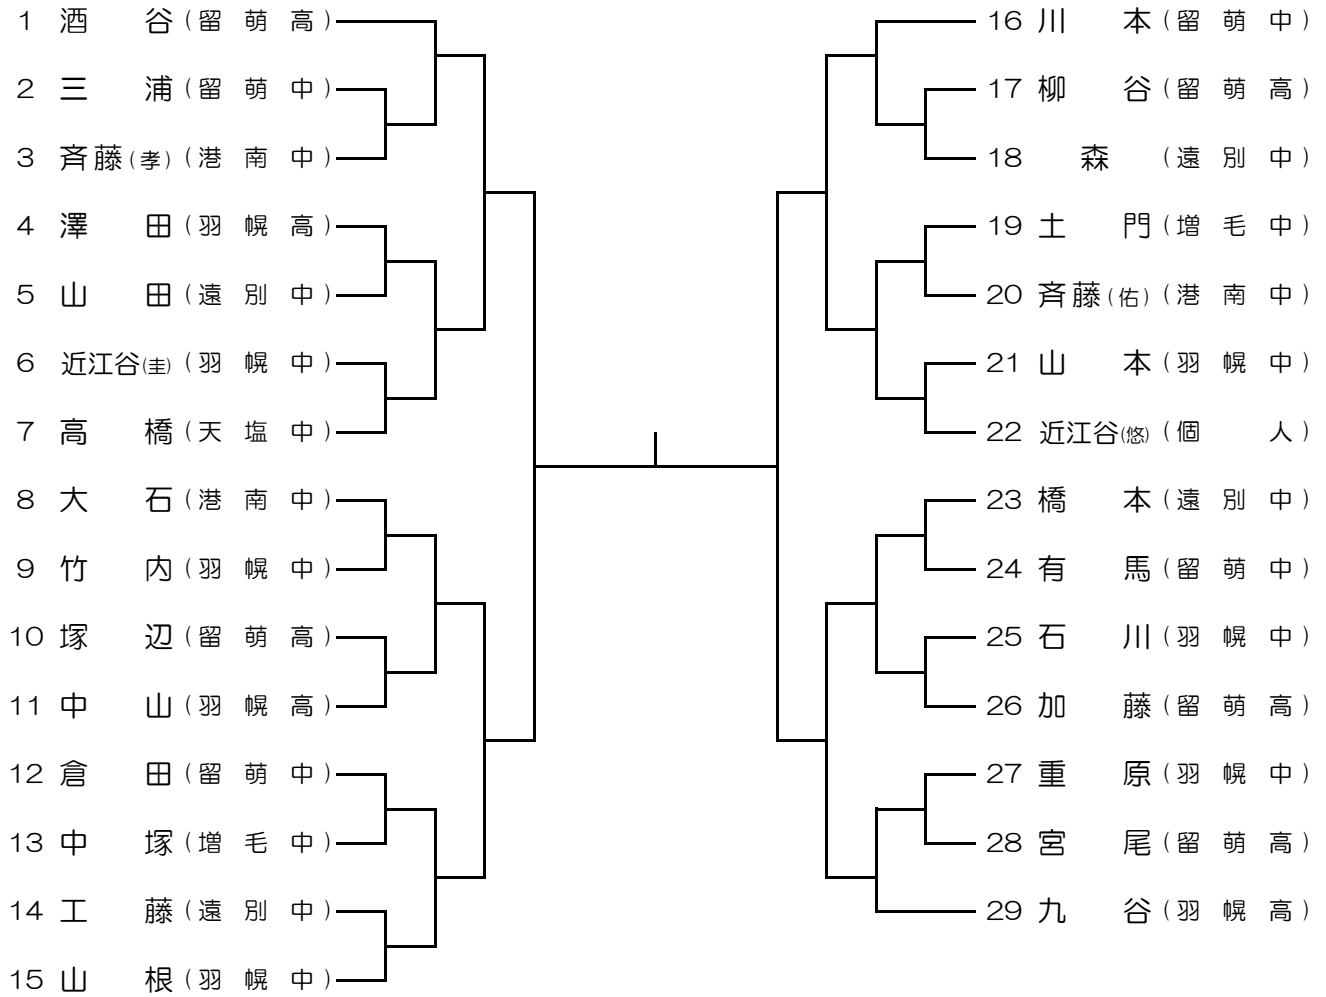 1 酒谷(留萌高)
2 三浦(留萌中)
3 斉藤(孝)(港南中)
4 澤田(羽幌高)
5 山田(遠別中)
6 近江谷(圭)(羽幌中)
7 高橋(天塩中)
8 大石(港南中)
9 竹内(羽幌中)
10 塚辺(留萌高)
11 中山(羽幌高)
12 倉田(留萌中)
13 中塚(増毛中)
14 工藤(遠別中)
15 山根(羽幌中)
16 川本(留萌中)
17 柳谷(留萌高)
18 森(遠別中)
19 土門(増毛中)
20 斉藤(佑)(港南中)
21 山本(羽幌中)
22 近江谷(悠)(個人)
23 橋本(遠別中)
24 有馬(留萌中)
25 石川(羽幌中)
26 加藤(留萌高)
27 重原(羽幌中)
28 宮尾(留萌高)
29 九谷(羽幌高)